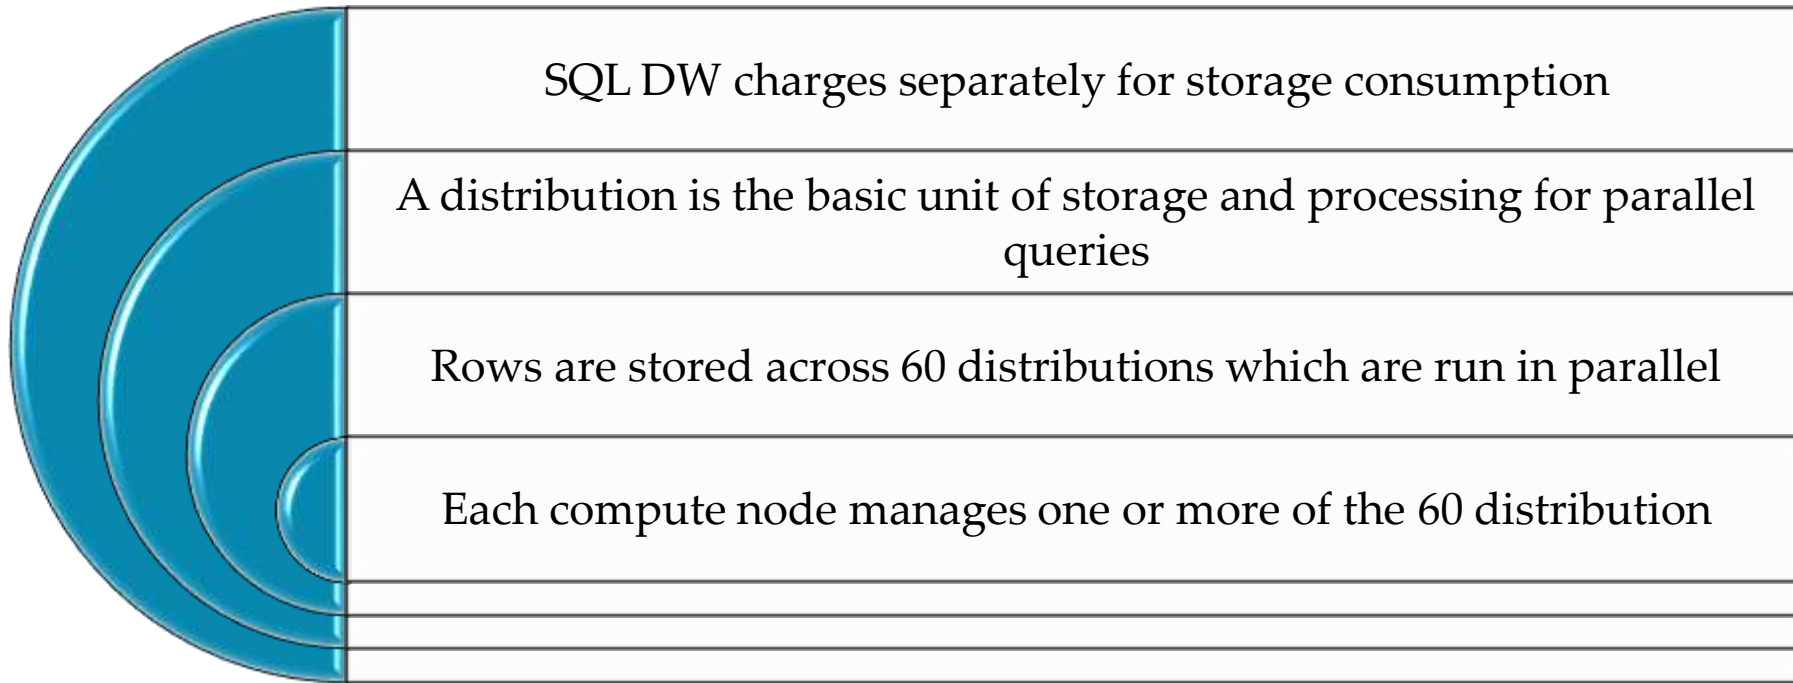 SQL DW charges separately for storage consumption
A distribution is the basic unit of storage and processing for parallel
queries
Rows are stored across 60 distributions which are run in parallel
Each compute node manages one or more of the 60 distribution